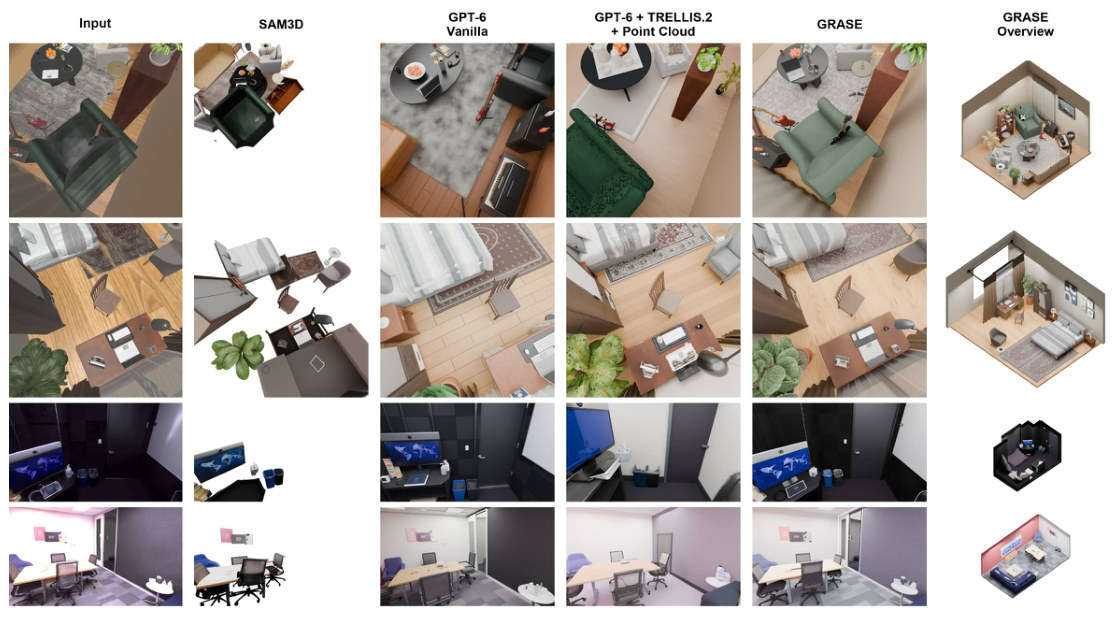 Input
SAM3D
GPT-6
Vanilla
GPT-6 + TRELLIS.2
+ Point Cloud
GRASE
GRASE
Overview